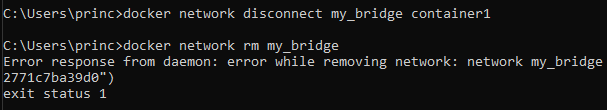 C:\Users\princ>docker network disconnect my_bridge container1
C:\Users\princ>docker network rm my_bridge
Error response from daemon: error while removing network: network my_bridge
2771c7ba39d0")
exit status 1